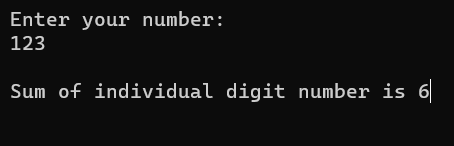 Enter your number:
123
Sum of individual digit number is 6